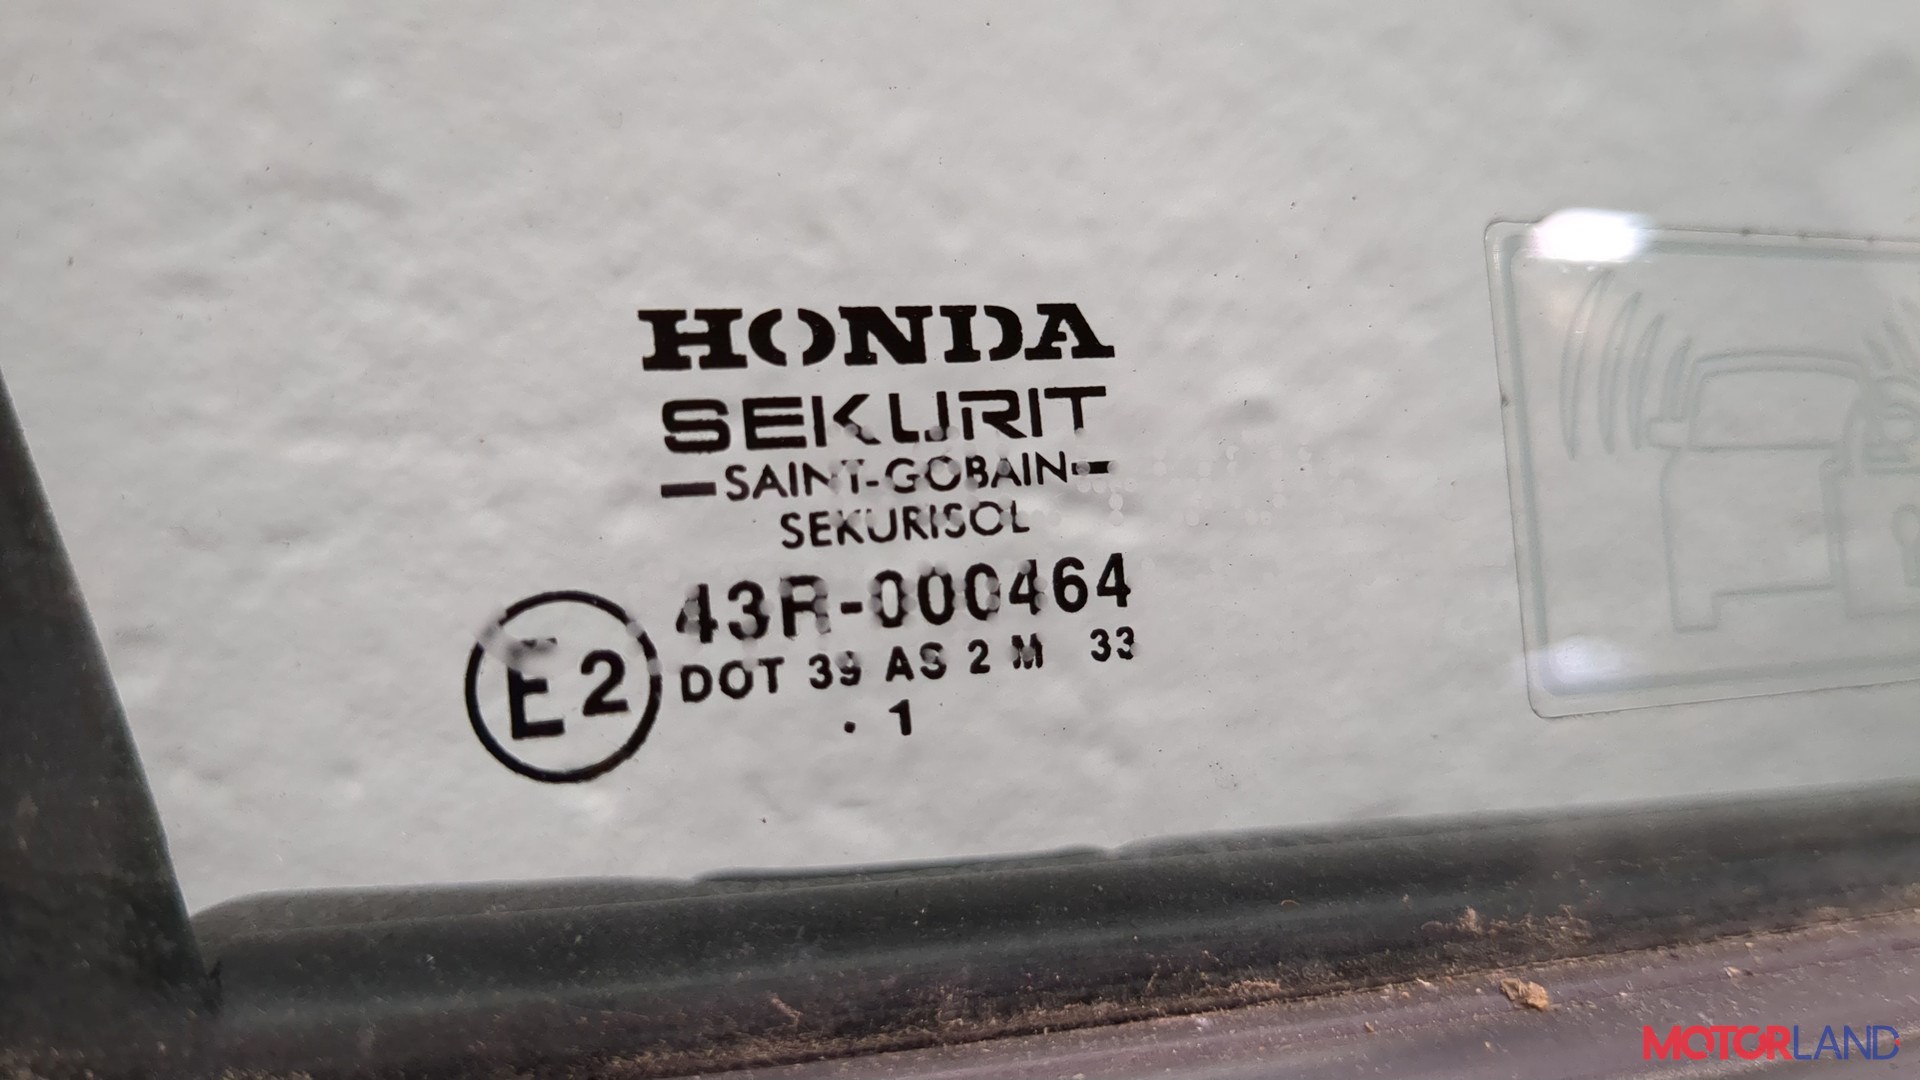 HONDA
SEKURIT
SAINT-GOBAIN
SEKURISOL
E2
43R-000464
DOT 39 AS 2 M 33
. 1
MOTORLAND